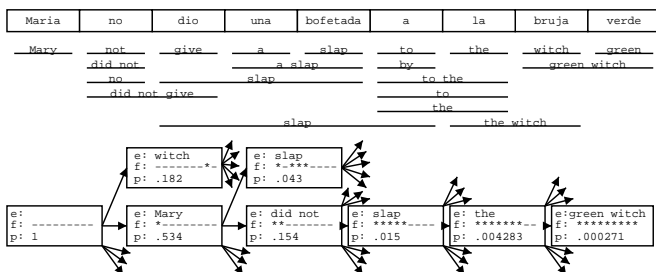 Maria no dio una bofetada a la bruja verde
Mary not give a slap to the witch green
did not a slap by green witch
no slap to the
did not give to
the
slap the witch
e: witch
f: -------*-
p: .182
e: slap
f: *-***----
p: .043
e:
f: ---------
p: 1
e: Mary
f: *--------
p: .534
e: did not
f: **-------
p: .154
e: slap
f: *****----
p: .015
e: the
f: *******--
p: .004283
e:green witch
f: *********
p: .000271